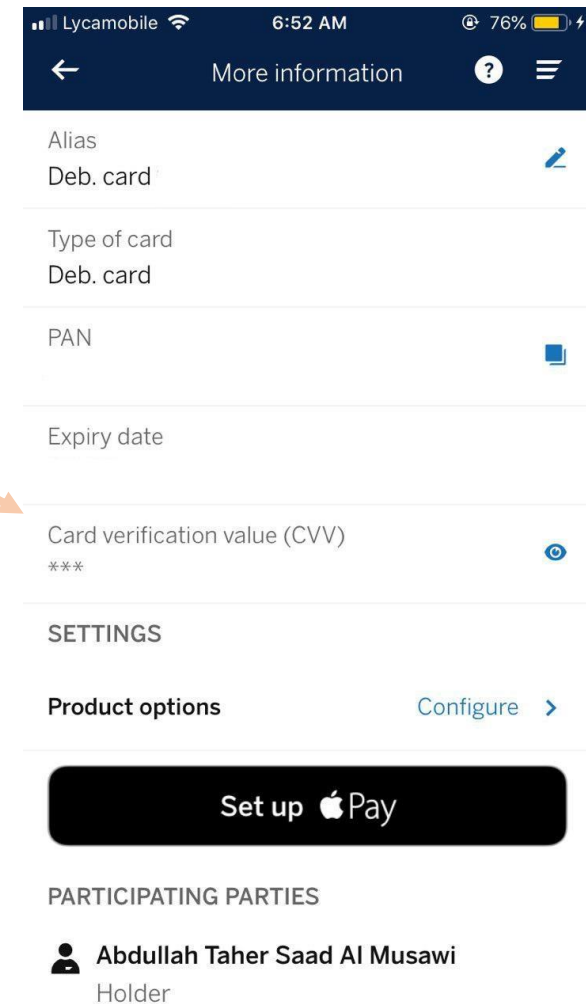 Lycamobile 6:52 AM 76%
More information ?
Alias
Deb. card
Type of card
Deb. card
PAN
Expiry date
Card verification value (CVV)
***
SETTINGS
Product options Configure >
Set up Pay
PARTICIPATING PARTIES
Abdullah Taher Saad Al Musawi
Holder